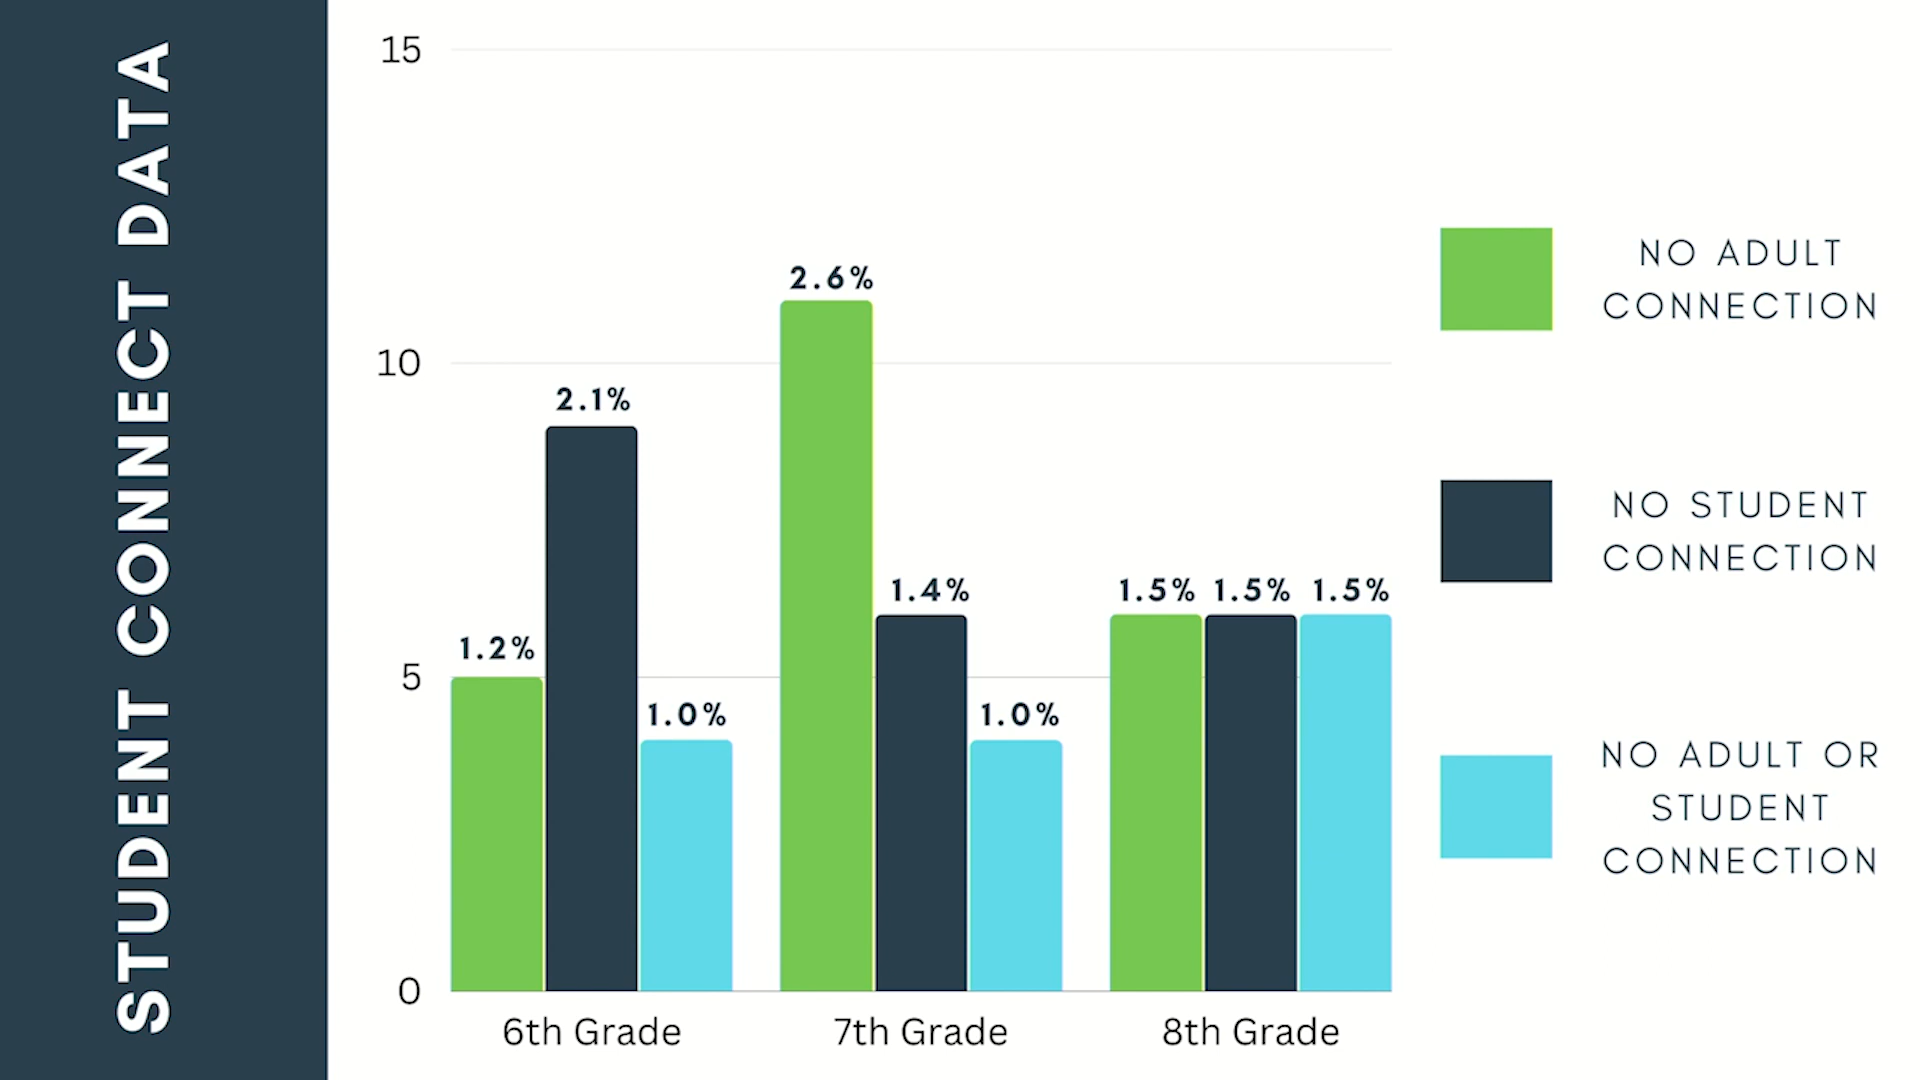 STUDENT CONNECT DATA
15
10
5
0
1.2%
2.1%
1.0%
2.6%
1.4%
1.0%
1.5%
1.5%
1.5%
6th Grade
7th Grade
8th Grade
NO ADULT
CONNECTION
NO STUDENT
CONNECTION
NO ADULT OR
STUDENT
CONNECTION